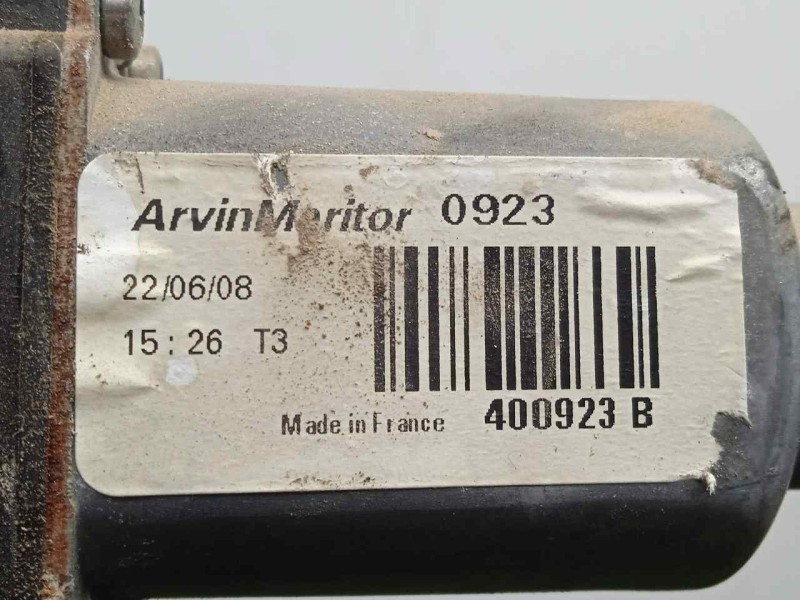 ArvinMeritor 0923
22/06/08
15:26 T3
Made in France 400923 B